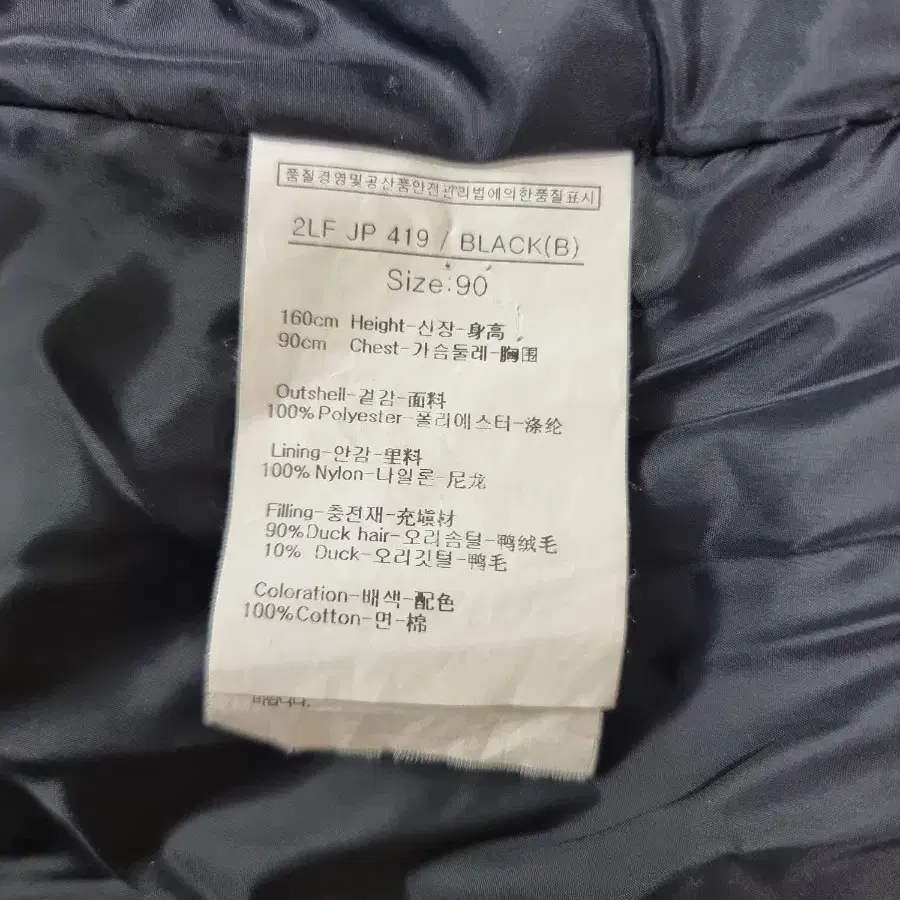 품질경영및공산품안전관리법에의한품질표시
2LF JP 419 / BLACK(B)
Size:90
160cm Height-신장-身高
90cm Chest-가슴둘레-胸围
Outshell-겉감-面料
100%Polyester-폴리에스터-涤纶
Lining-안감-里料
100%Nylon-나일론-尼龙
Filling-충전재-充塡材
90%Duck hair-오리솜털-鸭绒毛
10% Duck-오리깃털-鸭毛
Coloration-배색-配色
100%Cotton-면-棉
바랍니다.